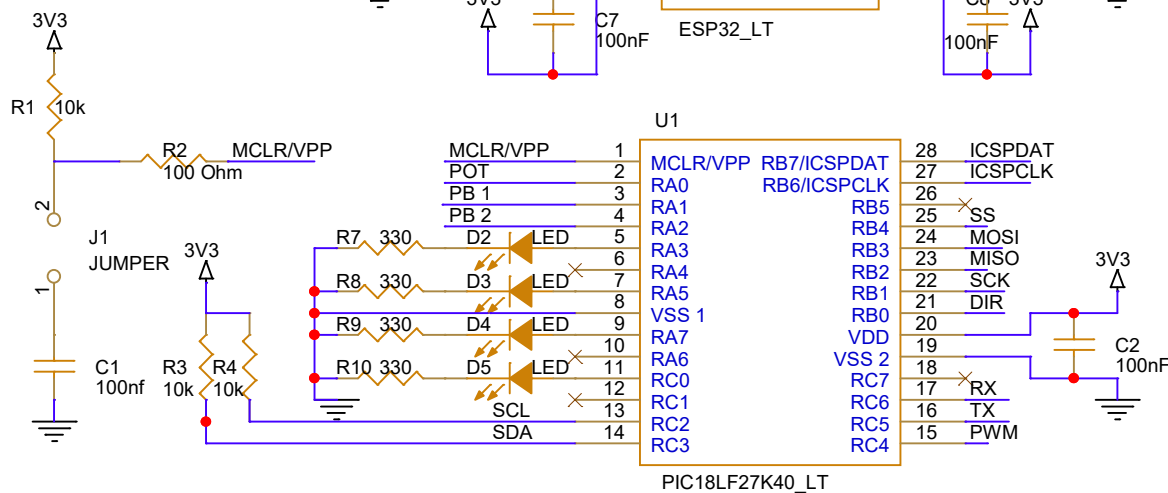 3V3
C7
100nF
ESP32_LT
C8
3V3
100nF
3V3
R1
10k
R2
100 Ohm
MCLR/VPP
2
J1
JUMPER
1
C1
100nf
3V3
R3
10k
R4
10k
SCL
SDA
R7 330 D2 LED
R8 330 D3 LED
R9 330 D4 LED
R10 330 D5 LED
U1
MCLR/VPP 1 MCLR/VPP
POT 2 RA0
PB 1 3 RA1
PB 2 4 RA2
5 RA3
6 RA4
7 RA5
8 VSS 1
9 RA7
10 RA6
11 RC0
12 RC1
13 RC2
14 RC3
RB7/ICSPDAT 28 ICSPDAT
RB6/ICSPCLK 27 ICSPCLK
RB5 26
RB4 25 SS
RB3 24 MOSI
RB2 23 MISO
RB1 22 SCK
RB0 21 DIR
VDD 20
VSS 2 19
RC7 18
RC6 17 RX
RC5 16 TX
RC4 15 PWM
3V3
C2
100nF
PIC18LF27K40_LT